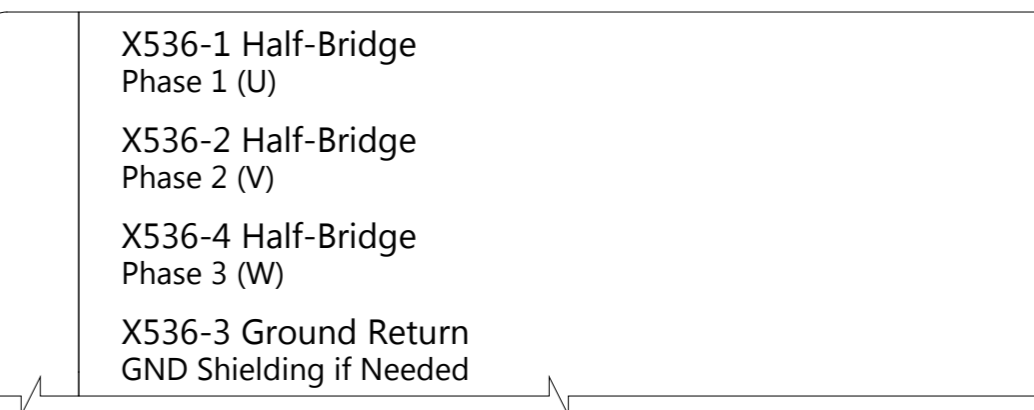 X536-1 Half-Bridge
Phase 1 (U)
X536-2 Half-Bridge
Phase 2 (V)
X536-4 Half-Bridge
Phase 3 (W)
X536-3 Ground Return
GND Shielding if Needed